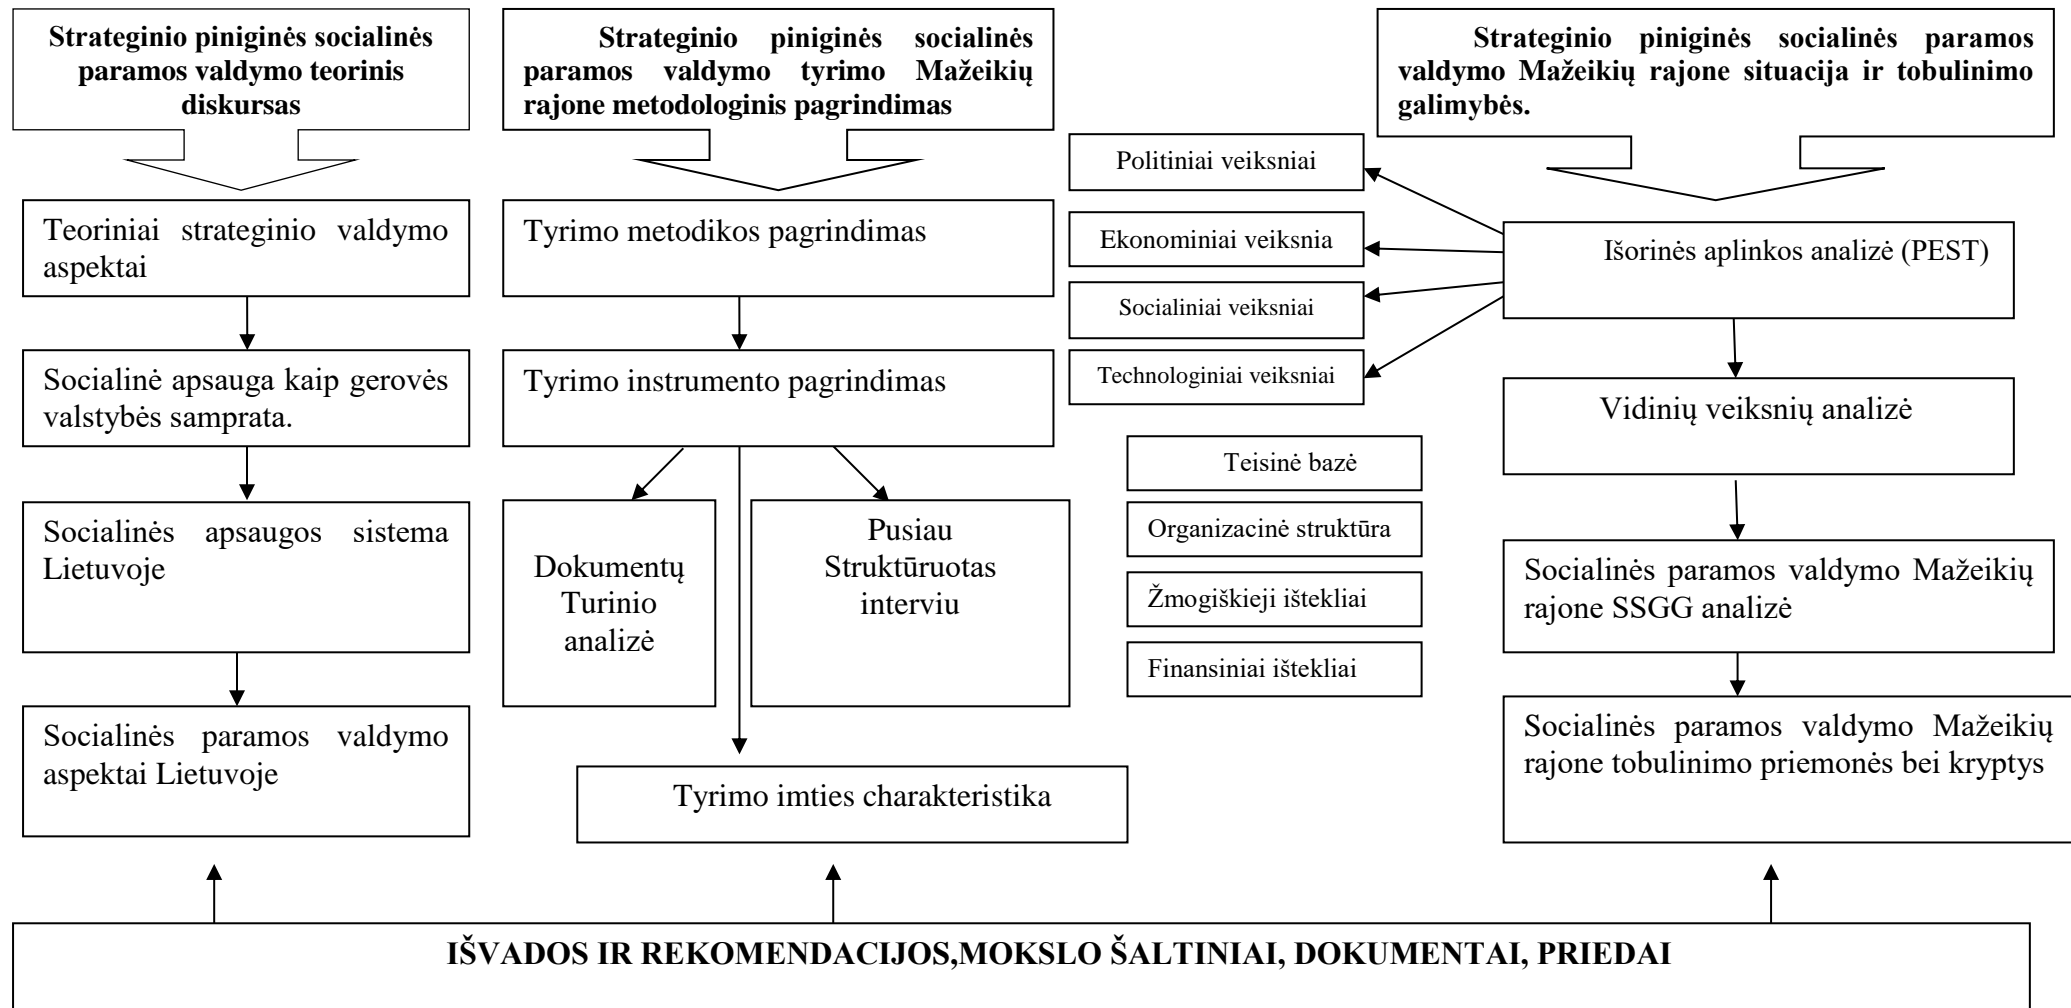 Strateginio piniginės socialinės
paramos valdymo teorinis
diskursas
Teoriniai strateginio valdymo
aspektai
Socialinė apsauga kaip gerovės
valstybės samprata.
Socialinės apsaugos sistema
Lietuvoje
Socialinės paramos valdymo
aspektai Lietuvoje
Strateginio piniginės socialinės
paramos valdymo tyrimo Mažeikių
rajone metodologinis pagrindimas
Tyrimo metodikos pagrindimas
Tyrimo instrumento pagrindimas
Dokumentų
Turinio
analizė
Pusiau
Struktūruotas
interviu
Tyrimo imties charakteristika
Strateginio piniginės socialinės paramos
valdymo Mažeikių rajone situacija ir tobulinimo
galimybės.
Politiniai veiksniai
Ekonominiai veiksnia
Socialiniai veiksniai
Technologiniai veiksniai
Išorinės aplinkos analizė (PEST)
Vidinių veiksnių analizė
Teisinė bazė
Organizacinė struktūra
Žmogiškieji ištekliai
Finansiniai ištekliai
Socialinės paramos valdymo Mažeikių
rajone SSGG analizė
Socialinės paramos valdymo Mažeikių
rajone tobulinimo priemonės bei kryptys
IŠVADOS IR REKOMENDACIJOS,MOKSLO ŠALTINIAI, DOKUMENTAI, PRIEDAI